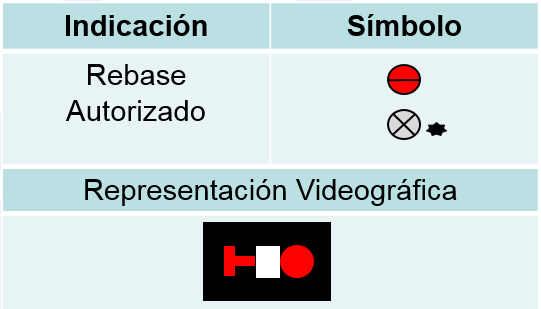 Indicación
Símbolo
Rebase
Autorizado
Representación Videográfica